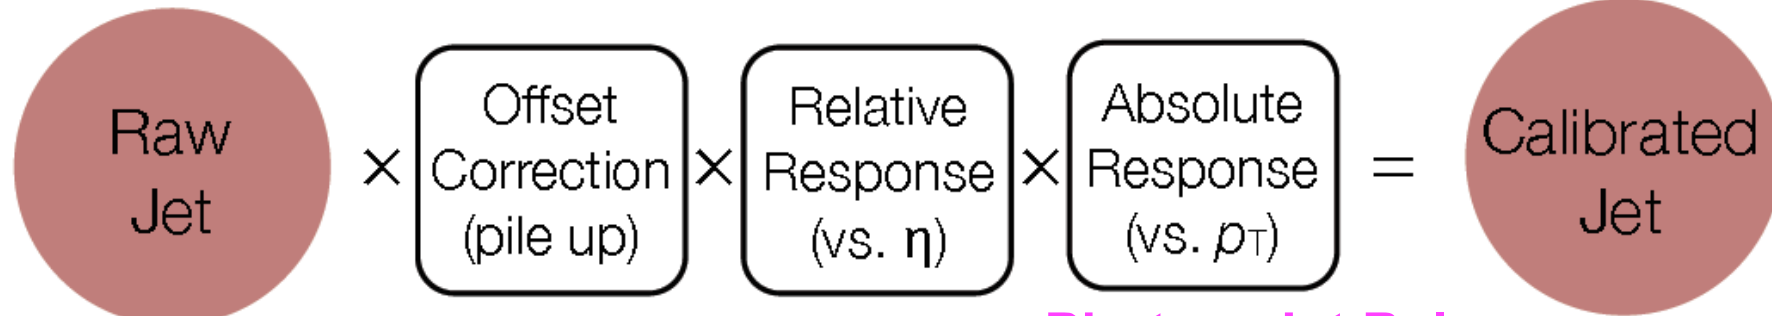 Raw
Jet
×
Offset
Correction
(pile up)
×
Relative
Response
(vs. η)
×
Absolute
Response
(vs. pT)
=
Calibrated
Jet